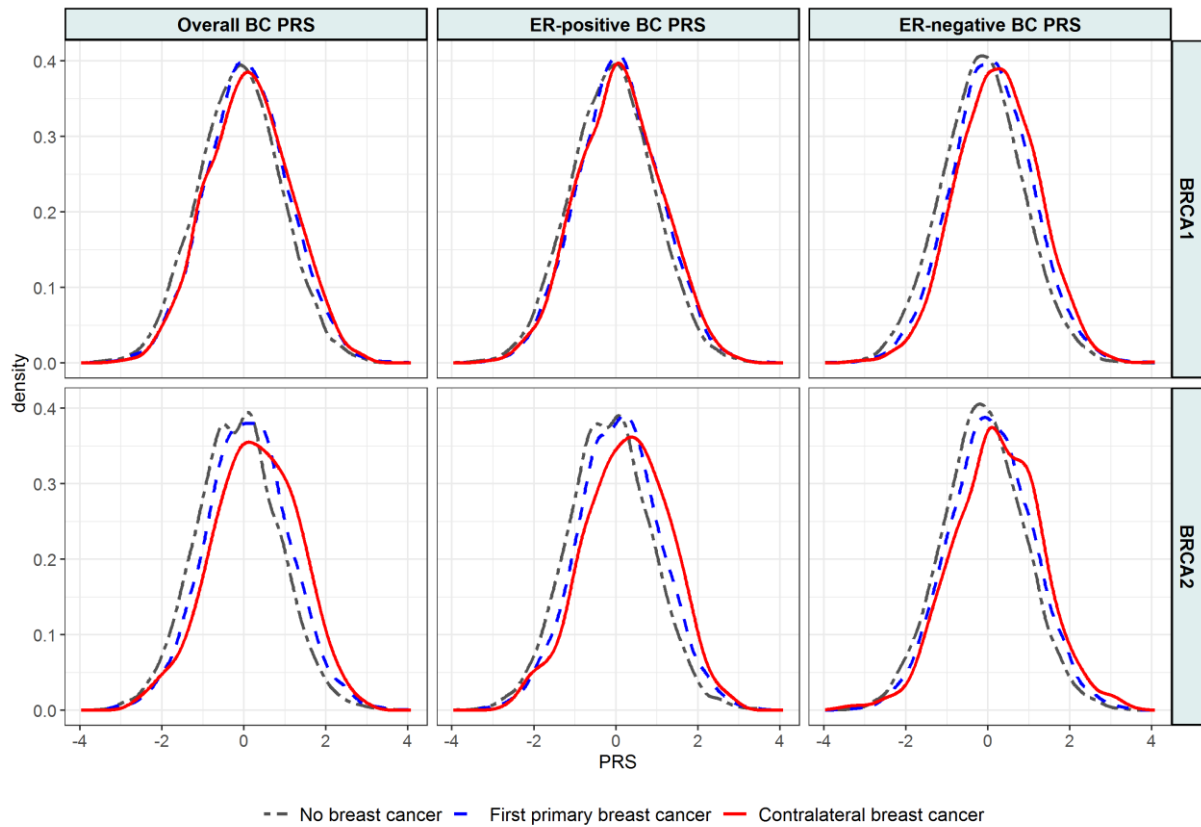 Overall BC PRS
ER-positive BC PRS
ER-negative BC PRS
0.4
0.3
0.2
0.1
0.0
BRCA1
density
0.4
0.3
0.2
0.1
0.0
BRCA2
-4 -2 0 2 4
-4 -2 0 2 4
-4 -2 0 2 4
PRS
No breast cancer First primary breast cancer Contralateral breast cancer